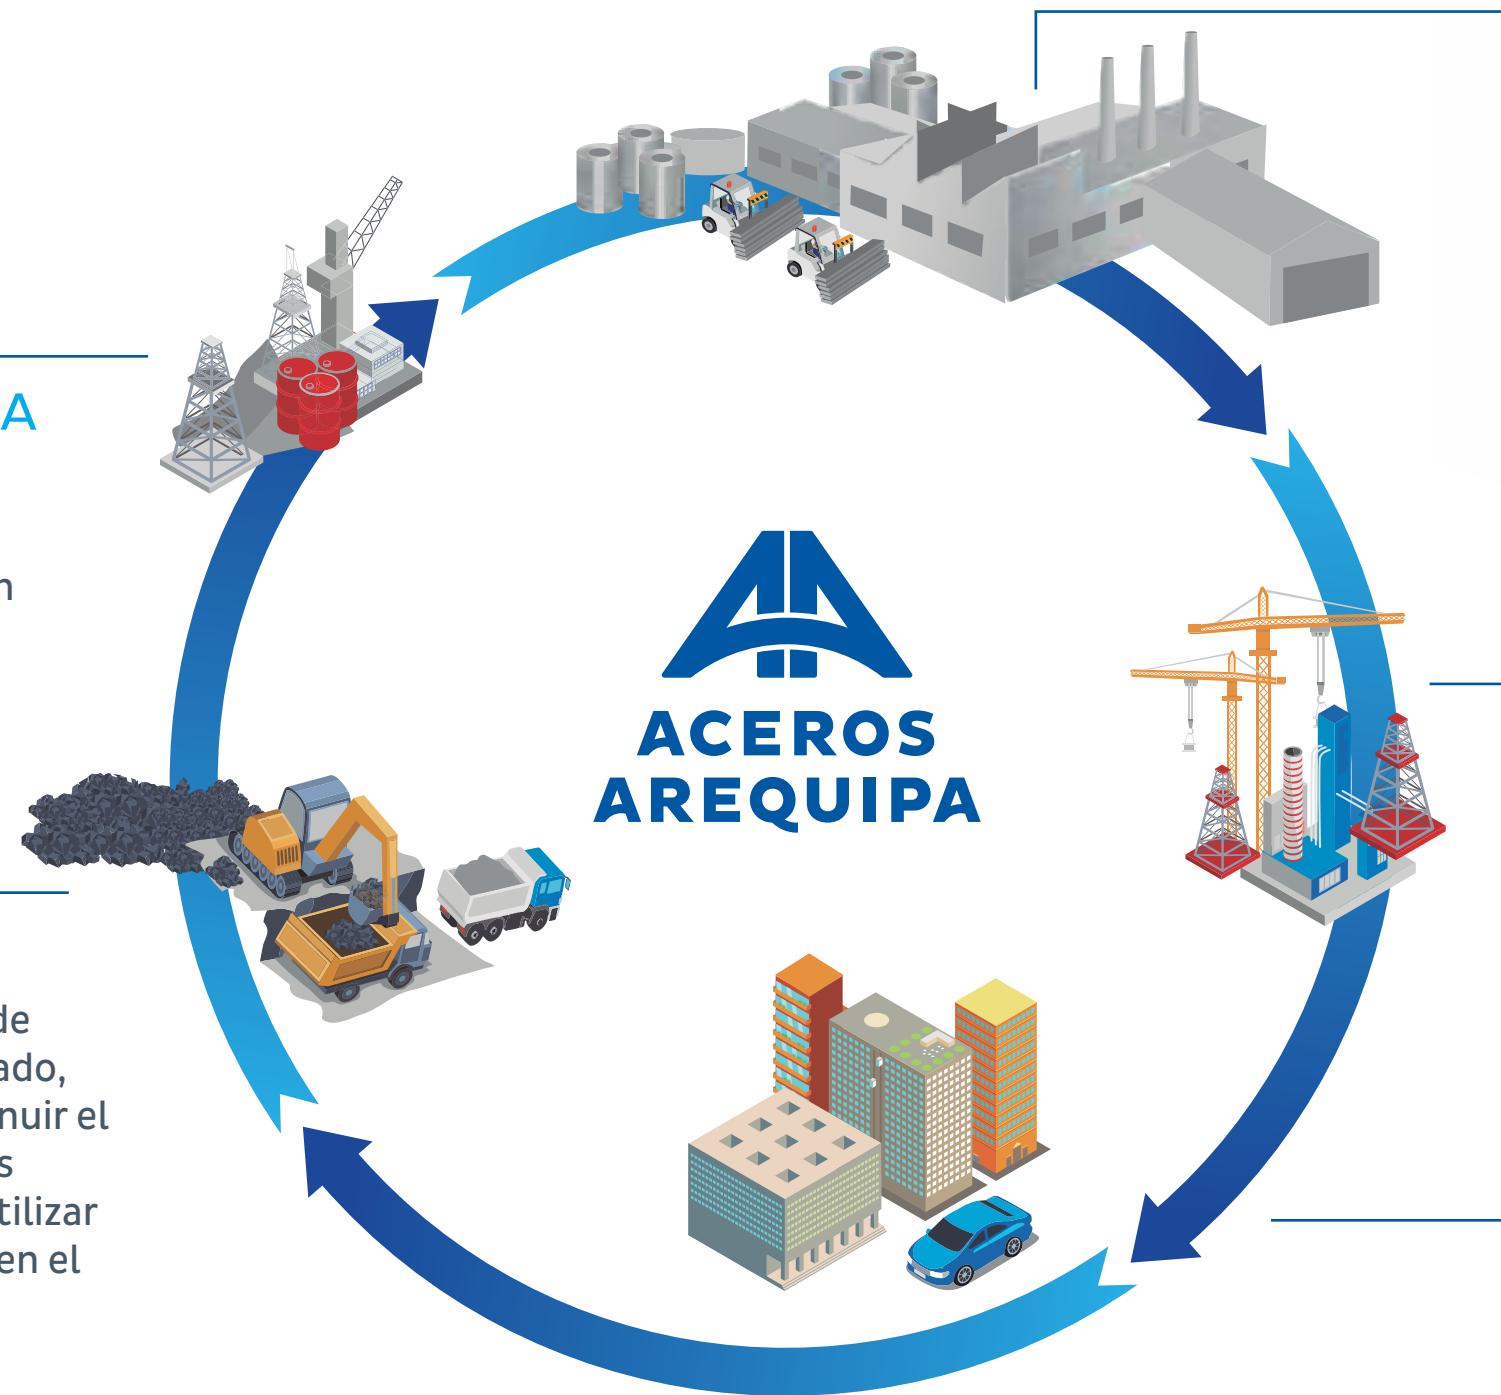 A
n
ACEROS
AREQUIPA
de
ado,
nuir el
s
tilizar
en el